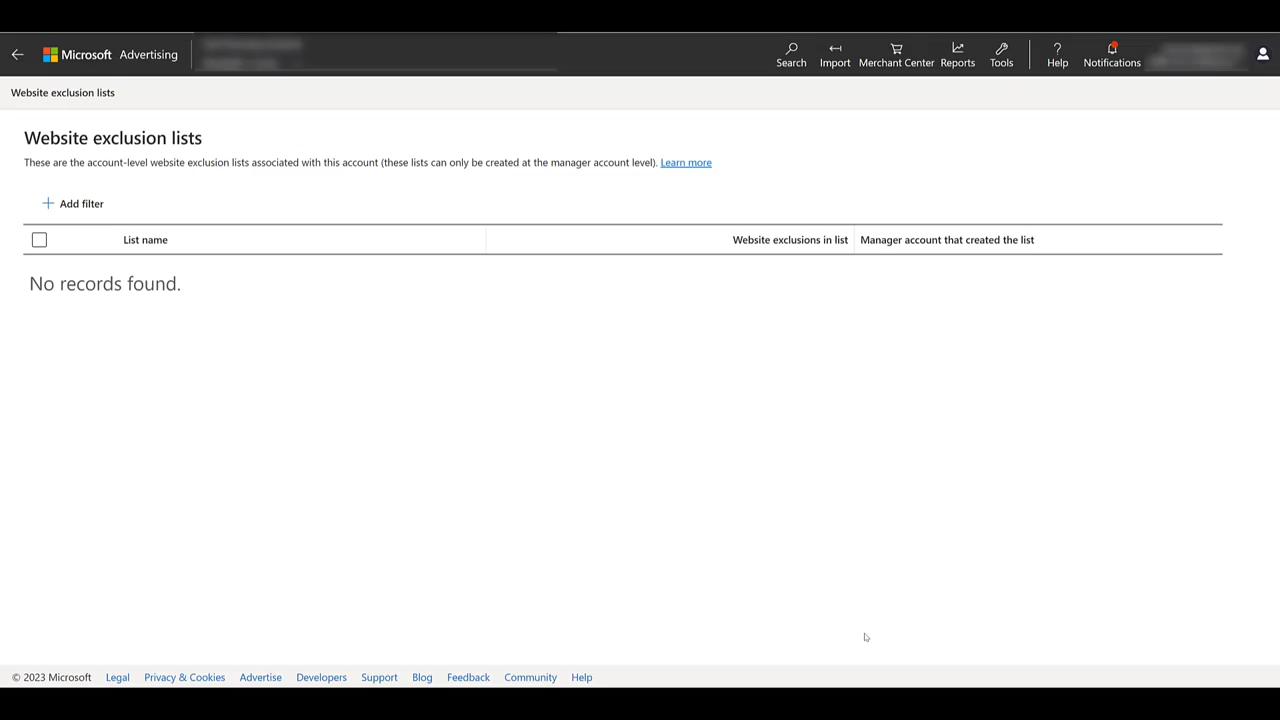 Microsoft Advertising
Search
Import
Merchant Center
Reports
Tools
?
Help
Notifications
Website exclusion lists
Website exclusion lists
These are the account-level website exclusion lists associated with this account (these lists can only be created at the manager account level). Learn more
+ Add filter
List name
Website exclusions in list
Manager account that created the list
No records found.
© 2023 Microsoft
Legal
Privacy & Cookies
Advertise
Developers
Support
Blog
Feedback
Community
Help